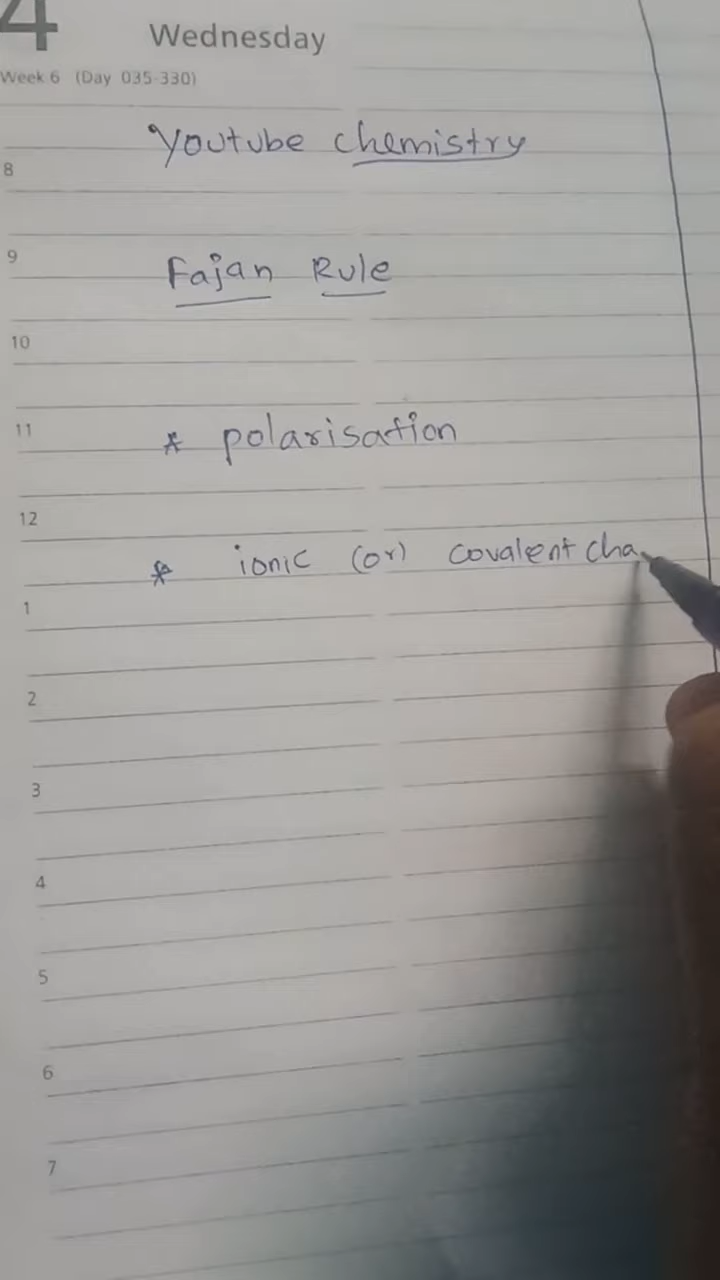 4 Wednesday
Week 6 (Day 035-330)
Youtube chemistry
8
9
Fajan Rule
10
11
* polarisation
12
* ionic (or) covalent cha
1
2
3
4
5
6
7